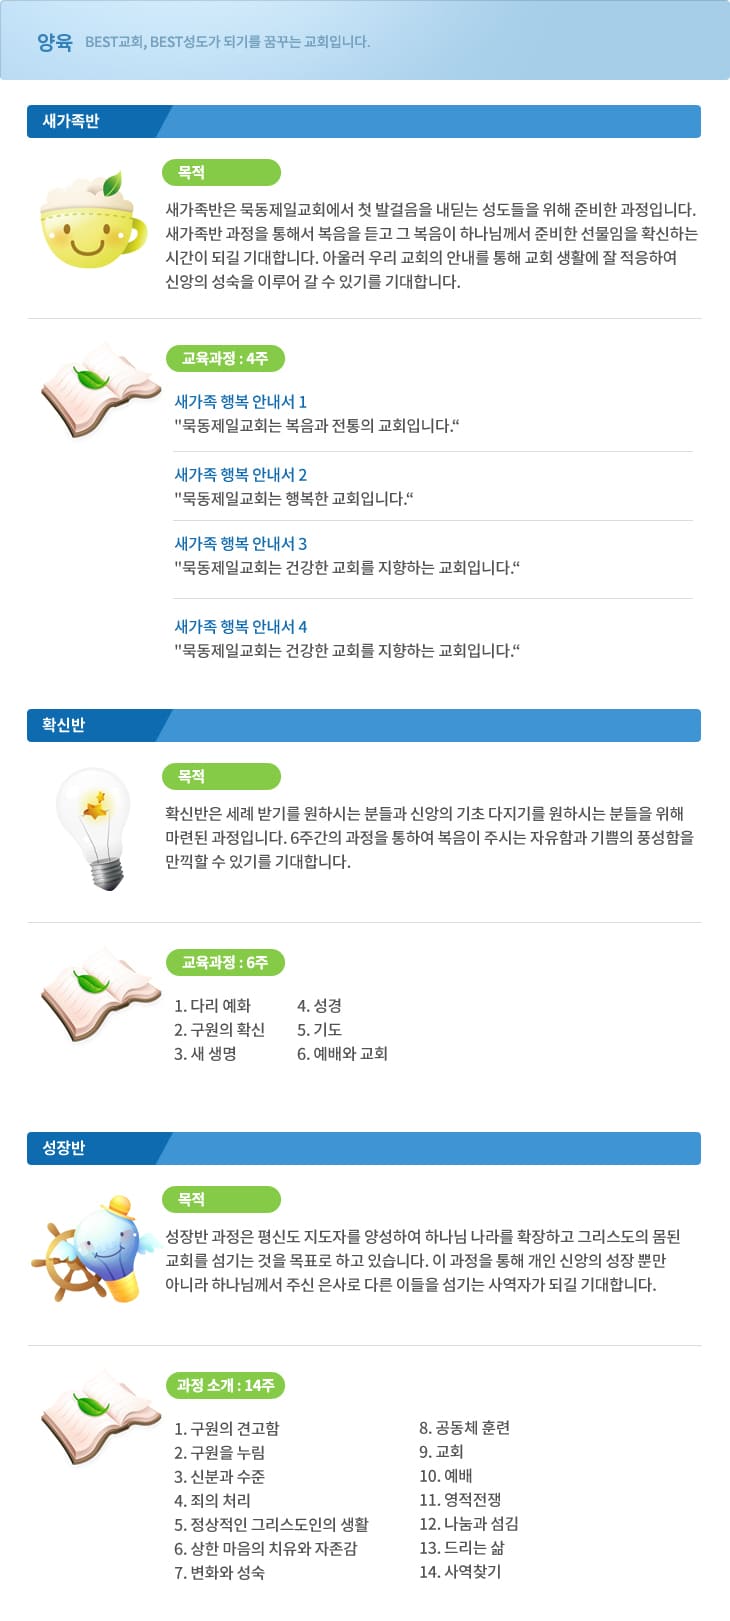 양육 BEST교회, BEST성도가 되기를 꿈꾸는 교회입니다.
새가족반
목적
새가족반은 묵동제일교회에서 첫 발걸음을 내딛는 성도들을 위해 준비한 과정입니다.
새가족반 과정을 통해서 복음을 듣고 그 복음이 하나님께서 준비한 선물임을 확신하는
시간이 되길 기대합니다. 아울러 우리 교회의 안내를 통해 교회 생활에 잘 적응하여
신앙의 성숙을 이루어 갈 수 있기를 기대합니다.
교육과정 : 4주
새가족 행복 안내서 1
"묵동제일교회는 복음과 전통의 교회입니다.“
새가족 행복 안내서 2
"묵동제일교회는 행복한 교회입니다.“
새가족 행복 안내서 3
"묵동제일교회는 건강한 교회를 지향하는 교회입니다.“
새가족 행복 안내서 4
"묵동제일교회는 건강한 교회를 지향하는 교회입니다.“
확신반
목적
확신반은 세례 받기를 원하시는 분들과 신앙의 기초 다지기를 원하시는 분들을 위해
마련된 과정입니다. 6주간의 과정을 통하여 복음이 주시는 자유함과 기쁨의 풍성함을
만끽할 수 있기를 기대합니다.
교육과정 : 6주
1. 다리 예화
2. 구원의 확신
3. 새 생명
4. 성경
5. 기도
6. 예배와 교회
성장반
목적
성장반 과정은 평신도 지도자를 양성하여 하나님 나라를 확장하고 그리스도의 몸된
교회를 섬기는 것을 목표로 하고 있습니다. 이 과정을 통해 개인 신앙의 성장 뿐만
아니라 하나님께서 주신 은사로 다른 이들을 섬기는 사역자가 되길 기대합니다.
과정 소개 : 14주
1. 구원의 견고함
2. 구원을 누림
3. 신분과 수준
4. 죄의 처리
5. 정상적인 그리스도인의 생활
6. 상한 마음의 치유와 자존감
7. 변화와 성숙
8. 공동체 훈련
9. 교회
10. 예배
11. 영적전쟁
12. 나눔과 섬김
13. 드리는 삶
14. 사역찾기